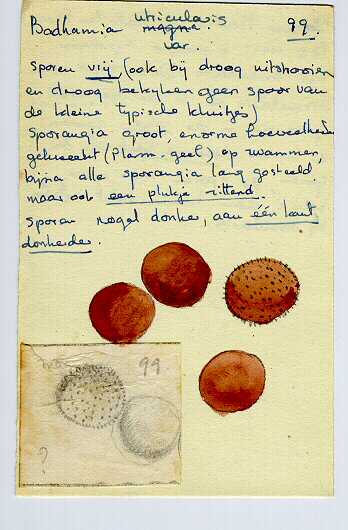 utricularis
Badhamia magna 99.
var.
sporen vrij (ook bij droog uitstrooien
en droog bekijken geen spoor van
de kleine typische kluitjes)
sporangia groot, enorme hoeveelheden
gekweekt (Plasm. geel) op zwammen,
bijna alle sporangia lang gesteeld
maar ook een plukje zittend.
sporen nogal donker, aan één kant
donkerder.
99
?